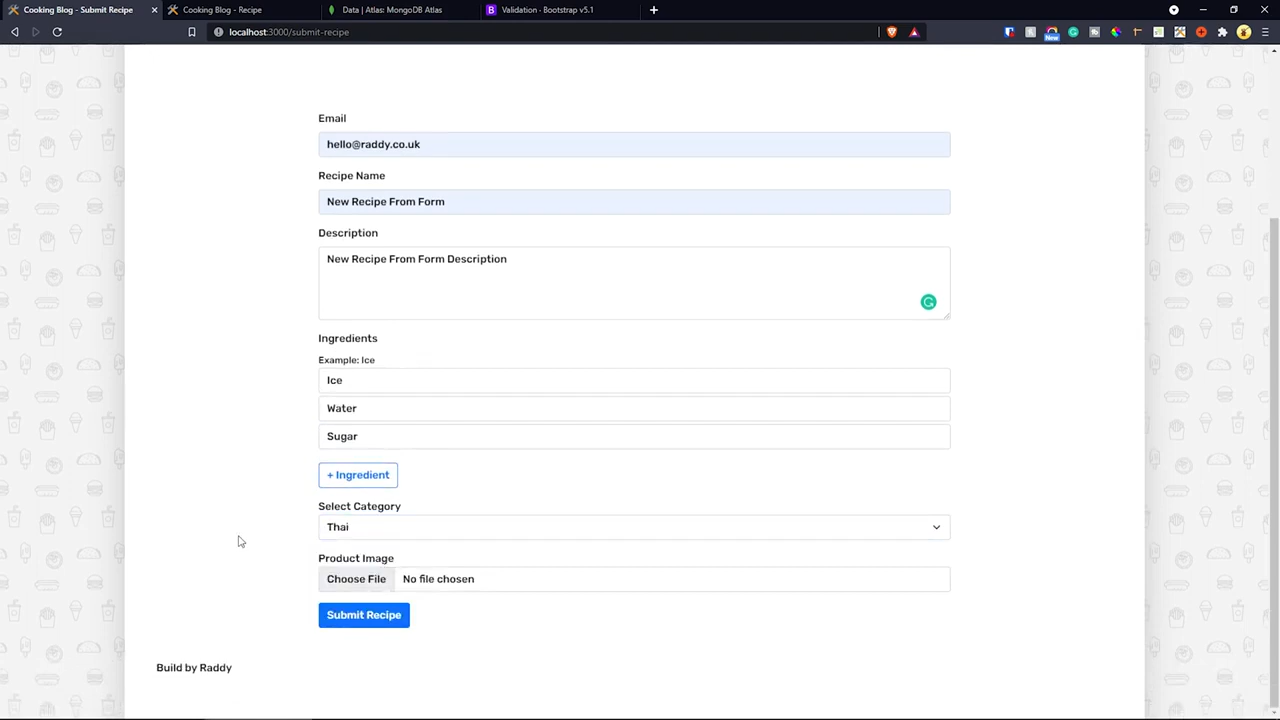 Cooking Blog - Submit Recipe
Cooking Blog - Recipe
Data | Atlas: MongoDB Atlas
Validation · Bootstrap v5.1
localhost:3000/submit-recipe
New
Email
hello@raddy.co.uk
Recipe Name
New Recipe From Form
Description
New Recipe From Form Description
Ingredients
Example: Ice
Ice
Water
Sugar
+ Ingredient
Select Category
Thai
Product Image
Choose File No file chosen
Submit Recipe
Build by Raddy